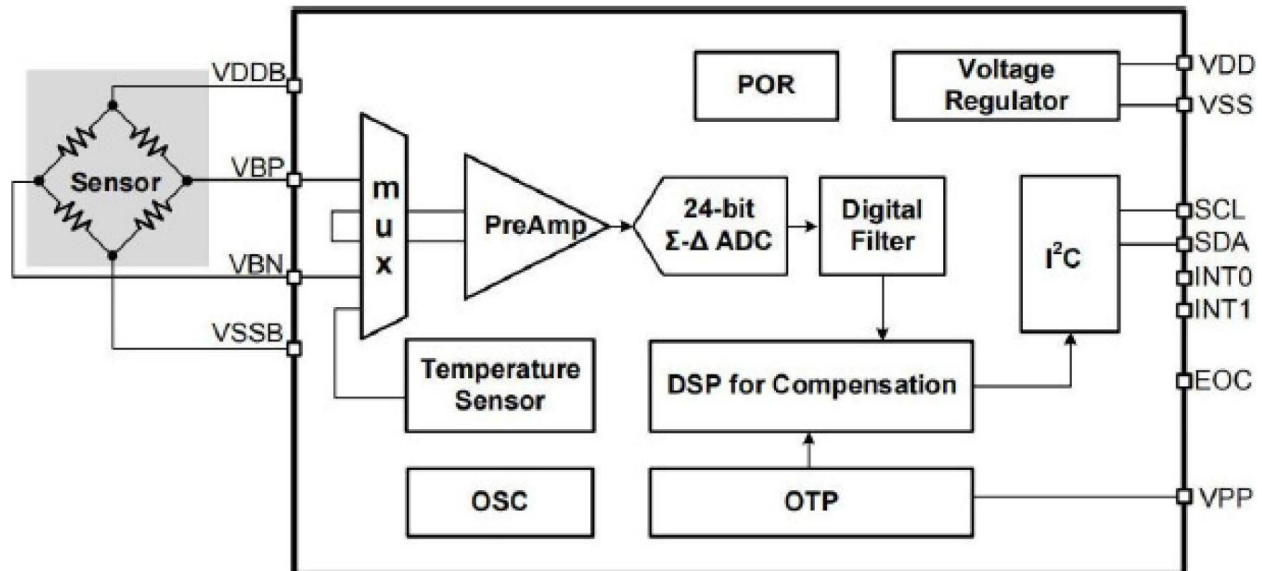 VDDB
VBP
VBN
VSSB
Sensor
mux
PreAmp
24-bit
Σ-Δ ADC
Digital
Filter
POR
Voltage
Regulator
I²C
Temperature
Sensor
DSP for Compensation
OSC
OTP
VDD
VSS
SCL
SDA
INT0
INT1
EOC
VPP